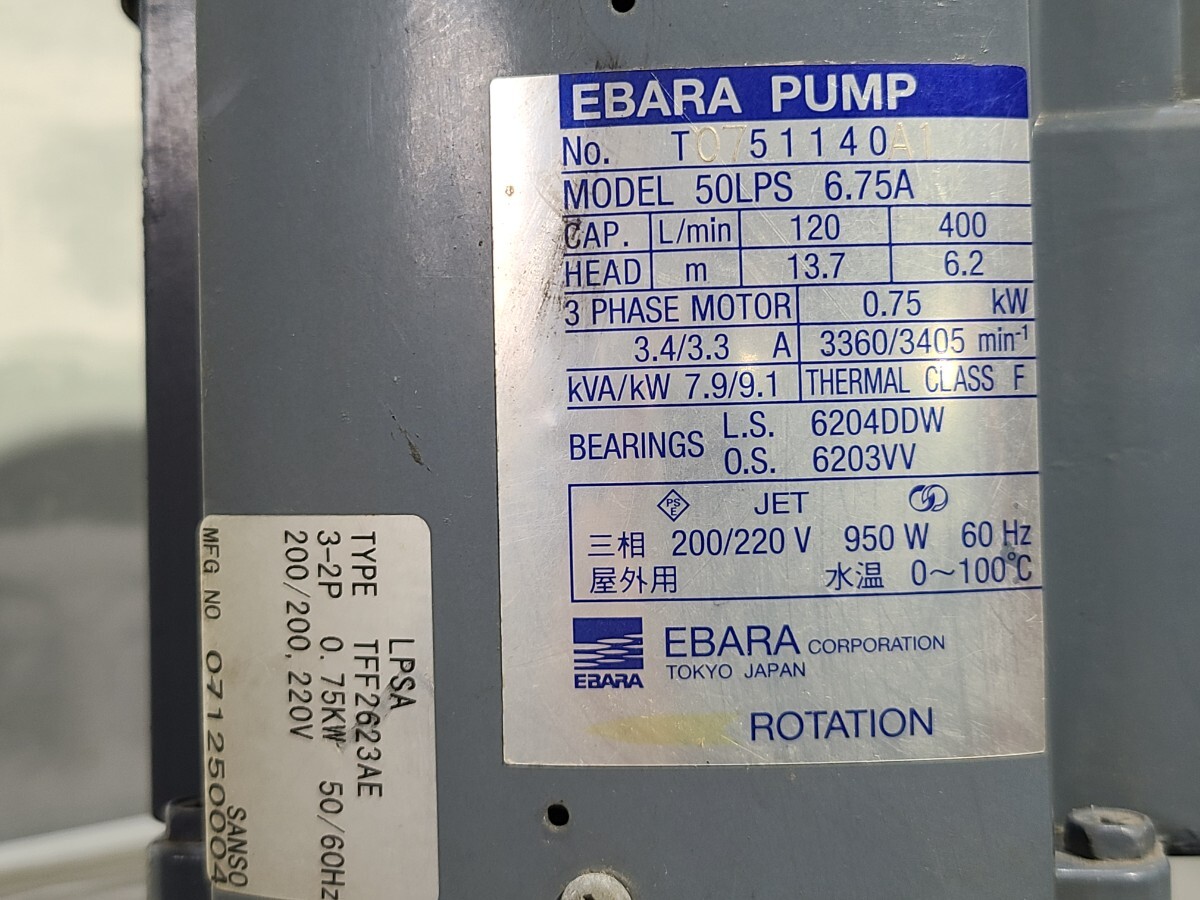 EBARA PUMP
No. T0751140A1
MODEL 50LPS 6.75A
CAP. L/min 120 400
HEAD m 13.7 6.2
3 PHASE MOTOR 0.75 kW
3.4/3.3 A 3360/3405 min-1
kVA/kW 7.9/9.1 THERMAL CLASS F
BEARINGS L.S. 6204DDW
O.S. 6203VV
PSE JET
三相 200/220 V 950 W 60 Hz
屋外用 水温 0～100℃
EBARA
EBARA CORPORATION
TOKYO JAPAN
ROTATION
LPSA
TYPE TFF2623AE
3-2P 0.75KW 50/60Hz
200/200,220V
SANSO
MFG NO 071250004